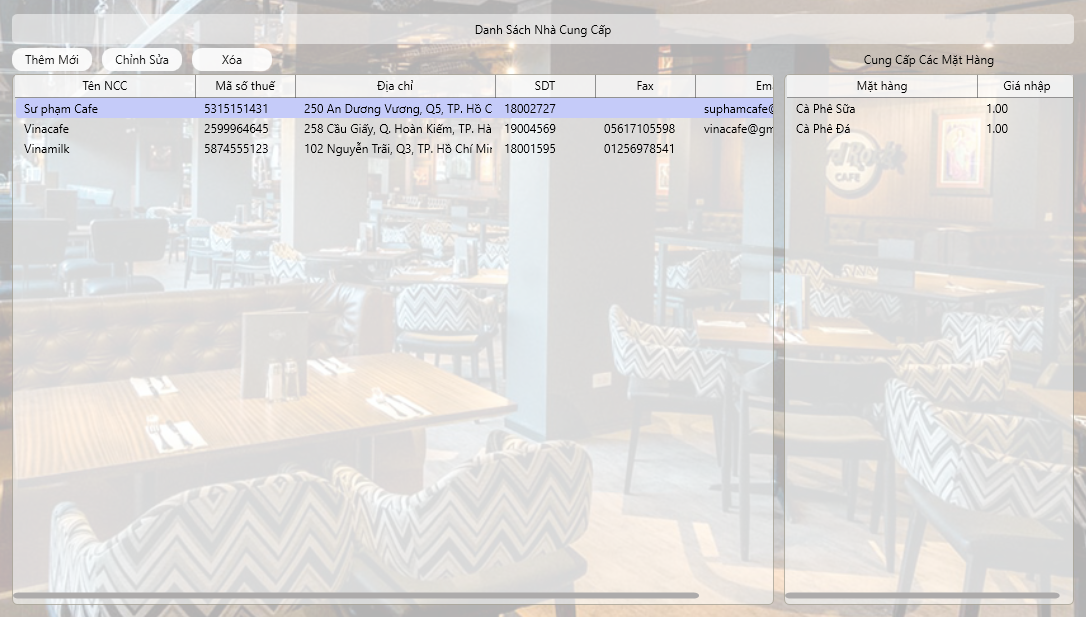 Danh Sách Nhà Cung Cấp
Thêm Mới Chỉnh Sửa Xóa
Cung Cấp Các Mặt Hàng
Tên NCC Mã số thuế Địa chỉ SDT Fax Ema
Sư phạm Cafe 5315151431 250 An Dương Vương, Q5, TP. Hồ C 18002727 suphamcafe@
Vinacafe 2599964645 258 Cầu Giấy, Q. Hoàn Kiếm, TP. Hà 19004569 05617105598 vinacafe@gm
Vinamilk 5874555123 102 Nguyễn Trãi, Q3, TP. Hồ Chí Min 18001595 01256978541
Mặt hàng Giá nhập
Cà Phê Sữa 1.00
Cà Phê Đá 1.00
CAFE